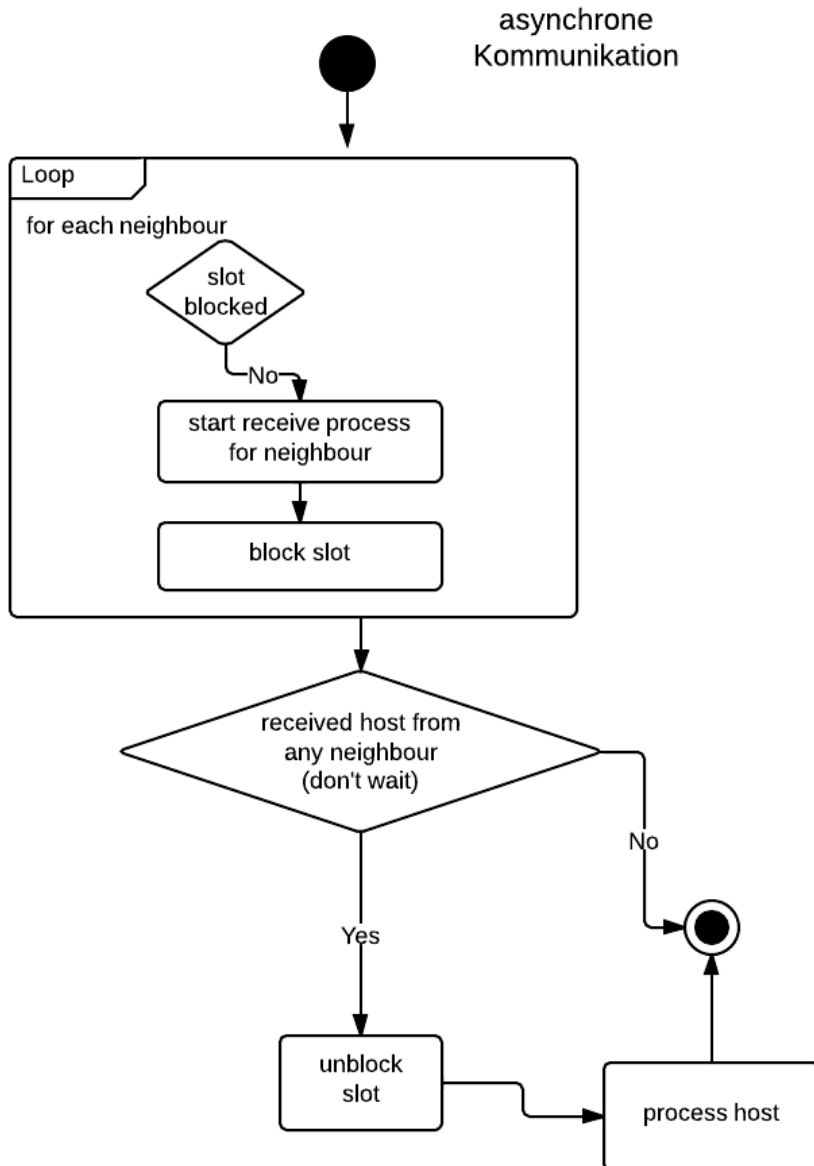 asynchrone
Kommunikation
Loop
for each neighbour
slot
blocked
No
start receive process
for neighbour
block slot
received host from
any neighbour
(don't wait)
No
Yes
unblock
slot
process host